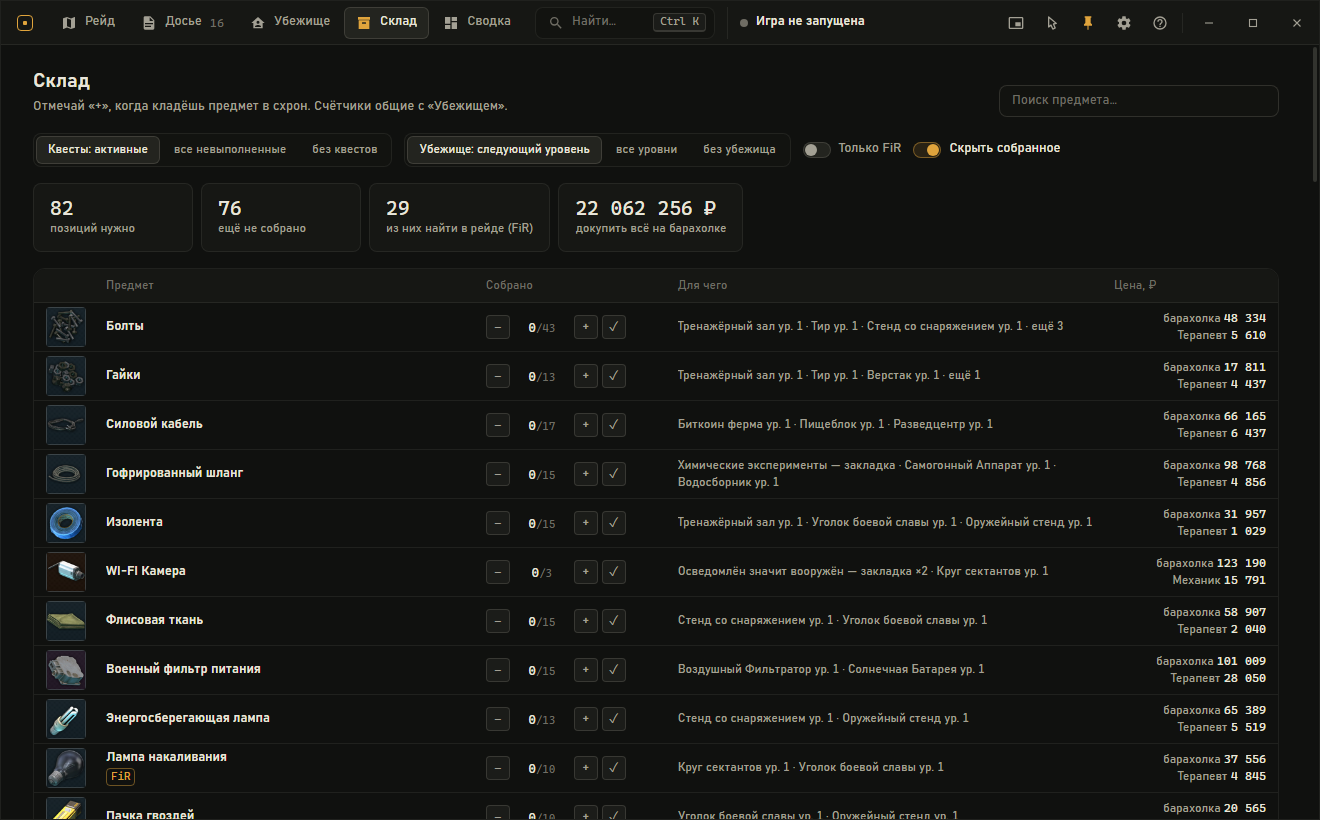 Рейд Досье 16 Убежище Склад Сводка Найти... Ctrl K Игра не запущена
Склад
Отмечай «+», когда кладёшь предмет в схрон. Счётчики общие с «Убежищем».
Поиск предмета...
Квесты: активные все невыполненные без квестов Убежище: следующий уровень все уровни без убежища Только FiR Скрыть собранное
82 76 29 22 062 256 ₽
позиций нужно ещё не собрано из них найти в рейде (FiR) докупить всё на барахолке
Предмет Собрано Для чего Цена, ₽
Болты − 0/43 + ✓ Тренажёрный зал ур. 1 · Тир ур. 1 · Стенд со снаряжением ур. 1 · ещё 3 барахолка 48 334
Терапевт 5 610
Гайки − 0/13 + ✓ Тренажёрный зал ур. 1 · Тир ур. 1 · Верстак ур. 1 · ещё 1 барахолка 17 811
Терапевт 4 437
Силовой кабель − 0/17 + ✓ Биткоин ферма ур. 1 · Пищеблок ур. 1 · Разведцентр ур. 1 барахолка 66 165
Терапевт 6 437
Гофрированный шланг − 0/15 + ✓ Химические эксперименты — закладка · Самогонный Аппарат ур. 1 · барахолка 98 768
Водосборник ур. 1 Терапевт 4 856
Изолента − 0/15 + ✓ Тренажёрный зал ур. 1 · Уголок боевой славы ур. 1 · Оружейный стенд ур. 1 барахолка 31 957
Терапевт 1 029
WI-FI Камера − 0/3 + ✓ Осведомлён значит вооружён — закладка ×2 · Круг сектантов ур. 1 барахолка 123 190
Механик 15 791
Флисовая ткань − 0/15 + ✓ Стенд со снаряжением ур. 1 · Уголок боевой славы ур. 1 барахолка 58 907
Терапевт 2 040
Военный фильтр питания − 0/15 + ✓ Воздушный Фильтратор ур. 1 · Солнечная Батарея ур. 1 барахолка 101 009
Терапевт 28 050
Энергосберегающая лампа − 0/13 + ✓ Стенд со снаряжением ур. 1 · Оружейный стенд ур. 1 барахолка 65 389
Терапевт 5 519
Лампа накаливания − 0/10 + ✓ Круг сектантов ур. 1 · Уголок боевой славы ур. 1 барахолка 37 556
FiR Терапевт 4 845
Пачка гвоздей − 0/10 + ✓ Уголок боевой славы ур. 1 · Оружейный стенд ур. 1 барахолка 20 565